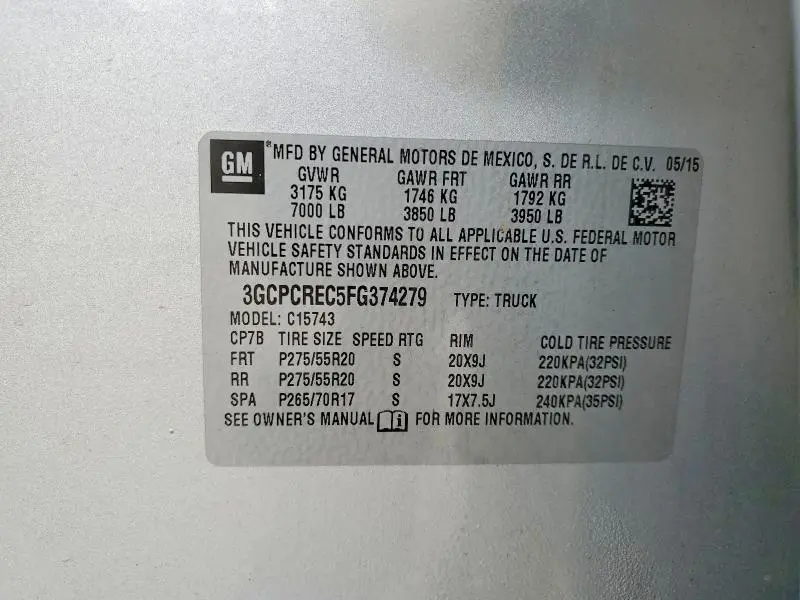 GM
®MFD BY GENERAL MOTORS DE MEXICO, S. DE R.L. DE C.V. 05/15
GVWR GAWR FRT GAWR RR
3175 KG 1746 KG 1792 KG
7000 LB 3850 LB 3950 LB
THIS VEHICLE CONFORMS TO ALL APPLICABLE U.S. FEDERAL MOTOR
VEHICLE SAFETY STANDARDS IN EFFECT ON THE DATE OF
MANUFACTURE SHOWN ABOVE.
3GCPCREC5FG374279 TYPE: TRUCK
MODEL: C15743
CP7B TIRE SIZE SPEED RTG RIM COLD TIRE PRESSURE
FRT P275/55R20 S 20X9J 220KPA(32PSI)
RR P275/55R20 S 20X9J 220KPA(32PSI)
SPA P265/70R17 S 17X7.5J 240KPA(35PSI)
SEE OWNER'S MANUAL i FOR MORE INFORMATION.